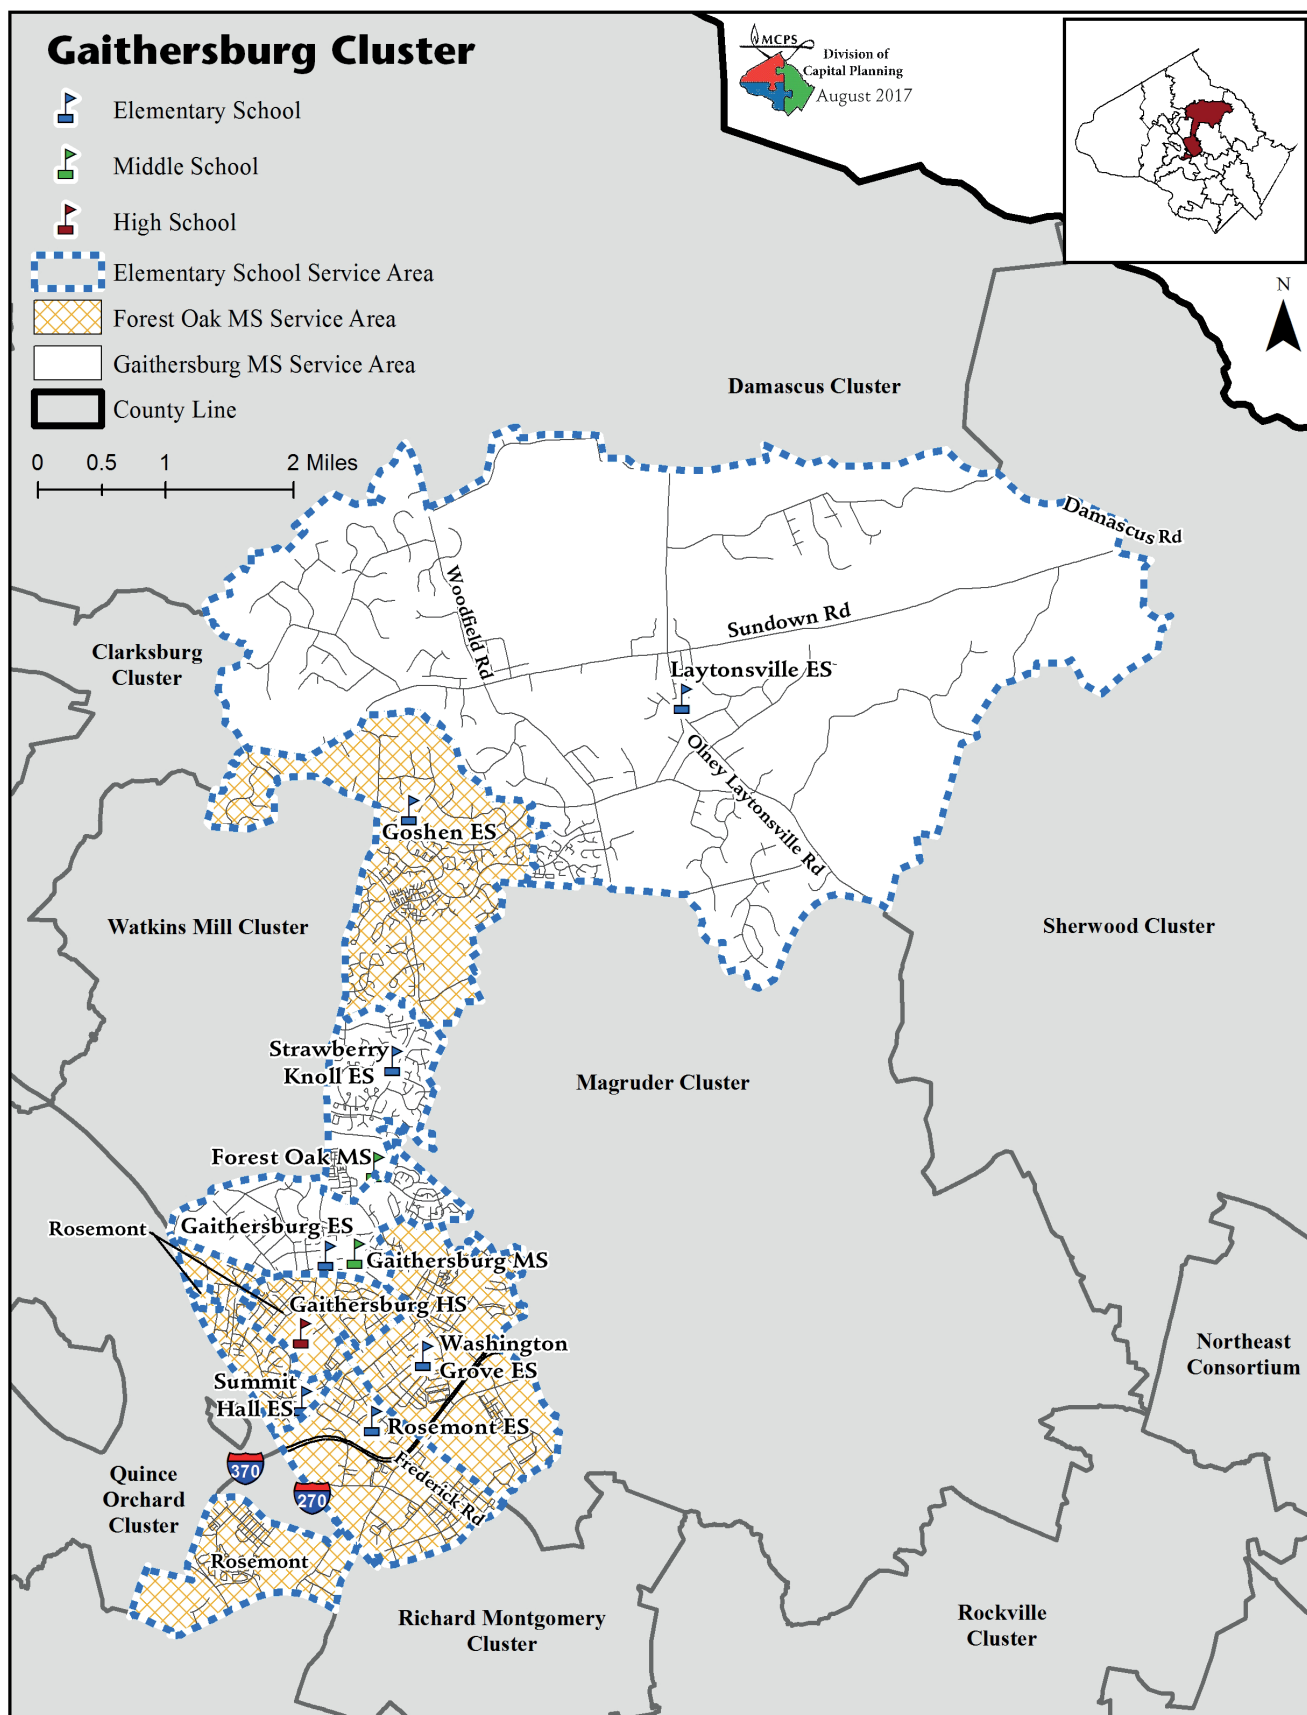 Gaithersburg Cluster
Elementary School
Middle School
High School
Elementary School Service Area
Forest Oak MS Service Area
Gaithersburg MS Service Area
County Line
0 0.5 1 2 Miles
MCPS
Division of
Capital Planning
August 2017
N
Damascus Cluster
Damascus Rd
Woodfield Rd
Sundown Rd
Clarksburg
Cluster
Laytonsville ES
Olney Laytonsville Rd
Goshen ES
Watkins Mill Cluster
Sherwood Cluster
Strawberry
Knoll ES
Magruder Cluster
Forest Oak MS
Gaithersburg ES
Rosemont
Gaithersburg MS
Gaithersburg HS
Washington
Grove ES
Northeast
Consortium
Summit
Hall ES
Rosemont ES
370
270
Frederick Rd
Quince
Orchard
Cluster
Rosemont
Richard Montgomery
Cluster
Rockville
Cluster